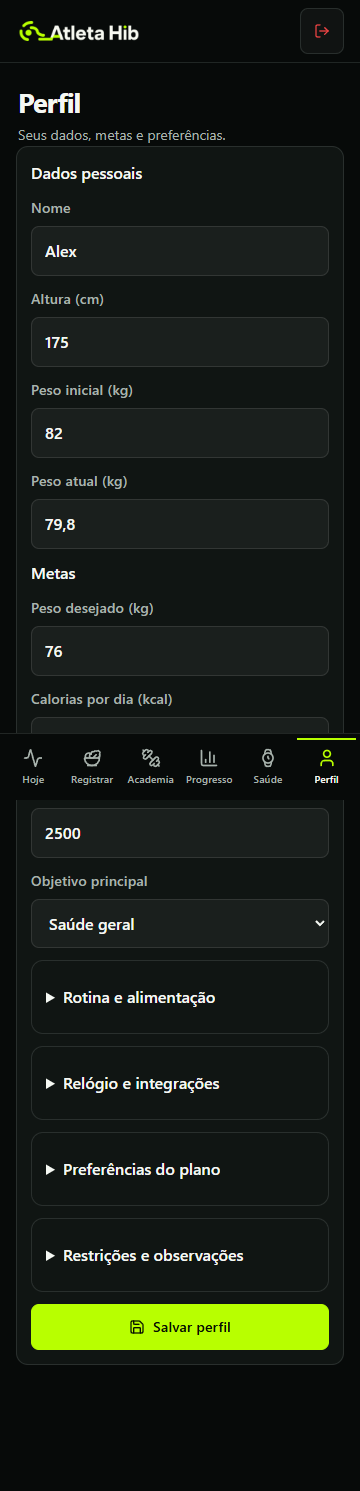 Atleta Hib
Perfil
Seus dados, metas e preferências.
Dados pessoais
Nome
Alex
Altura (cm)
175
Peso inicial (kg)
82
Peso atual (kg)
79,8
Metas
Peso desejado (kg)
76
Calorias por dia (kcal)
Hoje
Registrar
Academia
Progresso
Saúde
Perfil
2500
Objetivo principal
Saúde geral
Rotina e alimentação
Relógio e integrações
Preferências do plano
Restrições e observações
Salvar perfil